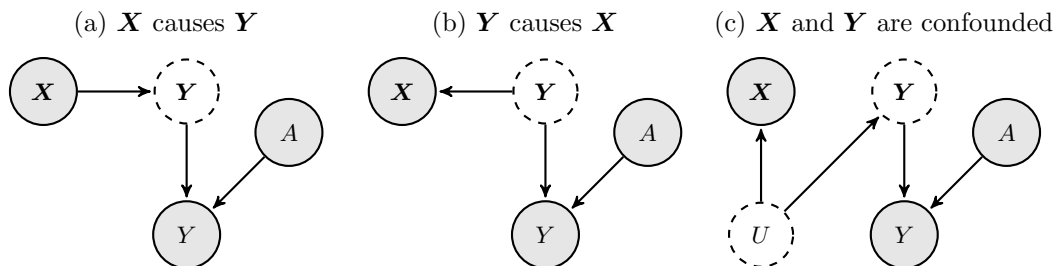 (a) X causes Y
(b) Y causes X
(c) X and Y are confounded
X
Y
A
Y
X
Y
A
Y
X
Y
A
U
Y